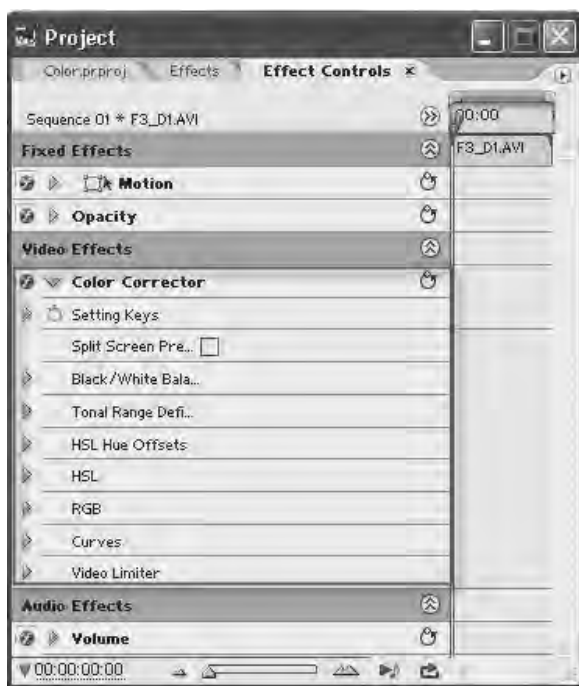 Project
Color.prproj Effects Effect Controls ×
Sequence 01 * F3_D1.AVI 00:00
Fixed Effects F3_D1.AVI
Motion
Opacity
Video Effects
Color Corrector
Setting Keys
Split Screen Pre...
Black/White Bala...
Tonal Range Defi...
HSL Hue Offsets
HSL
RGB
Curves
Video Limiter
Audio Effects
Volume
00:00:00:00